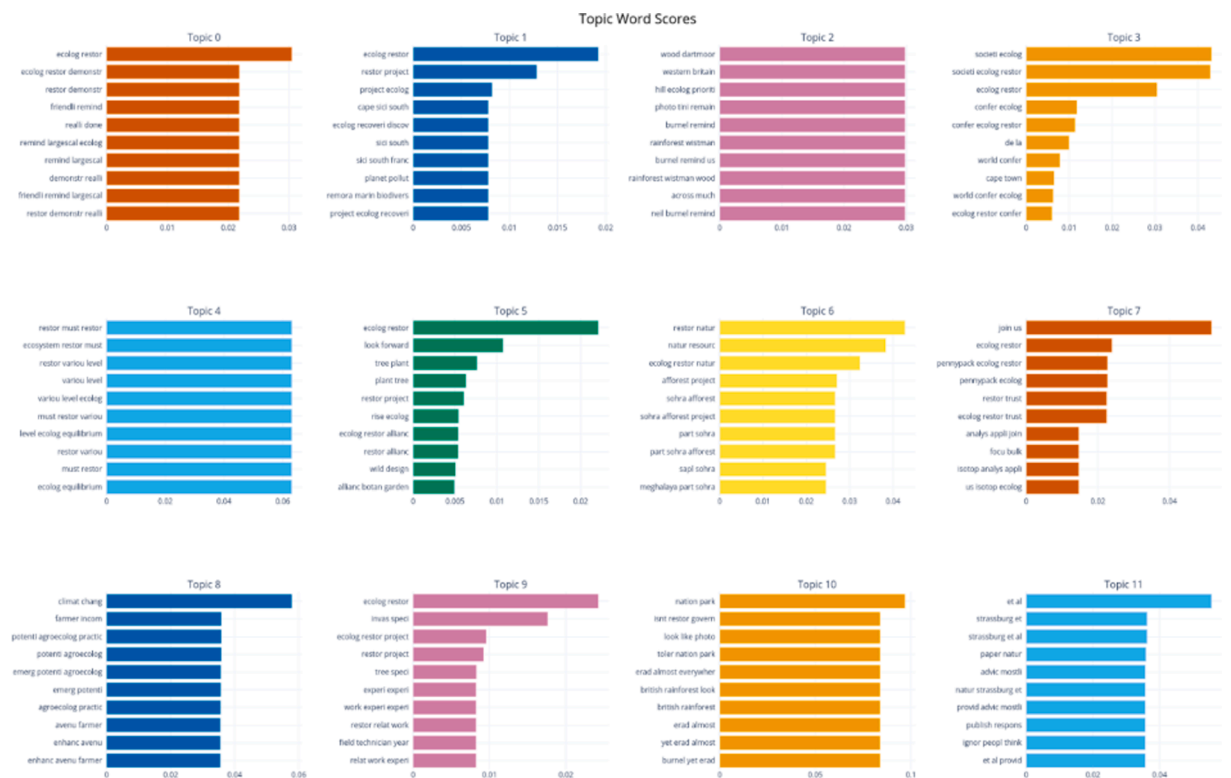 Topic Word Scores
Topic 0
ecolog restor
ecolog restor demonstr
restor demonstr
friendli remind
realli done
remind largescal ecolog
remind largescal
demonstr realli
friendli remind largescal
restor demonstr realli
0 0.01 0.02 0.03
Topic 1
ecolog restor
restor project
project ecolog
cape sici south
ecolog recoveri discov
sici south
sici south franc
planet pollut
remora marin biodivers
project ecolog recoveri
0 0.005 0.01 0.015 0.02
Topic 2
wood dartmoor
western britain
hill ecolog prioriti
photo tini remain
burnel remind
rainforest wistman
burnel remind us
rainforest wistman wood
across much
neil burnel remind
0 0.01 0.02 0.03
Topic 3
societi ecolog
societi ecolog restor
ecolog restor
confer ecolog
confer ecolog restor
de la
world confer
cape town
world confer ecolog
ecolog restor confer
0 0.01 0.02 0.03 0.04
Topic 4
restor must restor
ecosystem restor must
restor variou level
variou level
variou level ecolog
must restor variou
level ecolog equilibrium
restor variou
must restor
ecolog equilibrium
0 0.02 0.04 0.06
Topic 5
ecolog restor
look forward
tree plant
plant tree
restor project
rise ecolog
ecolog restor allianc
restor allianc
wild design
allianc botan garden
0 0.005 0.01 0.015 0.02
Topic 6
restor natur
natur resourc
ecolog restor natur
afforest project
sohra afforest
sohra afforest project
part sohra
part sohra afforest
sapl sohra
meghalaya part sohra
0 0.01 0.02 0.03 0.04
Topic 7
join us
ecolog restor
pennypack ecolog restor
pennypack ecolog
restor trust
ecolog restor trust
analys appli join
focu bulk
isotop analys appli
us isotop ecolog
0 0.02 0.04
Topic 8
climat chang
farmer incom
potenti agroecolog practic
potenti agroecolog
emerg potenti agroecolog
emerg potenti
agroecolog practic
avenu farmer
enhanc avenu
enhanc avenu farmer
0 0.02 0.04 0.06
Topic 9
ecolog restor
invas speci
ecolog restor project
restor project
tree speci
experi experi
work experi experi
restor relat work
field technician year
relat work experi
0 0.01 0.02
Topic 10
nation park
isnt restor govern
look like photo
toler nation park
erad almost everywher
british rainforest look
british rainforest
erad almost
yet erad almost
burnel yet erad
0 0.05 0.1
Topic 11
et al
strassburg et
strassburg et al
paper natur
advic mostli
natur strassburg et
provid advic mostli
publish respons
ignor peopl think
et al provid
0 0.02 0.04